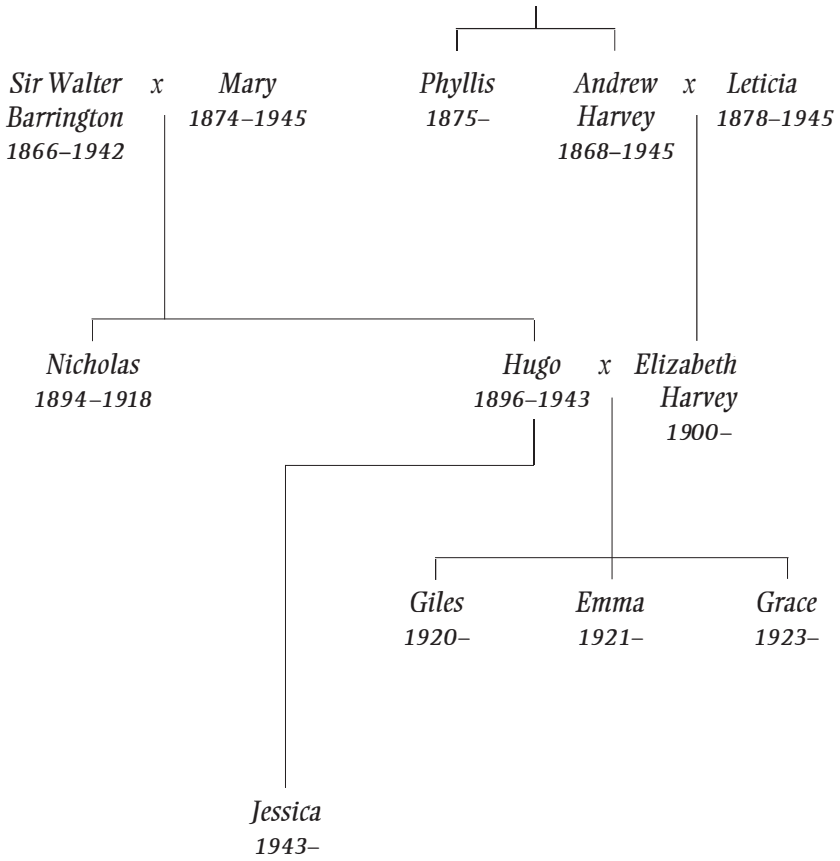 Sir Walter x Mary Phyllis Andrew x Leticia
Barrington 1874–1945 1875– Harvey 1878–1945
1866–1942 1868–1945
Nicholas Hugo x Elizabeth
1894–1918 1896–1943 Harvey
1900–
Giles Emma Grace
1920– 1921– 1923–
Jessica
1943–